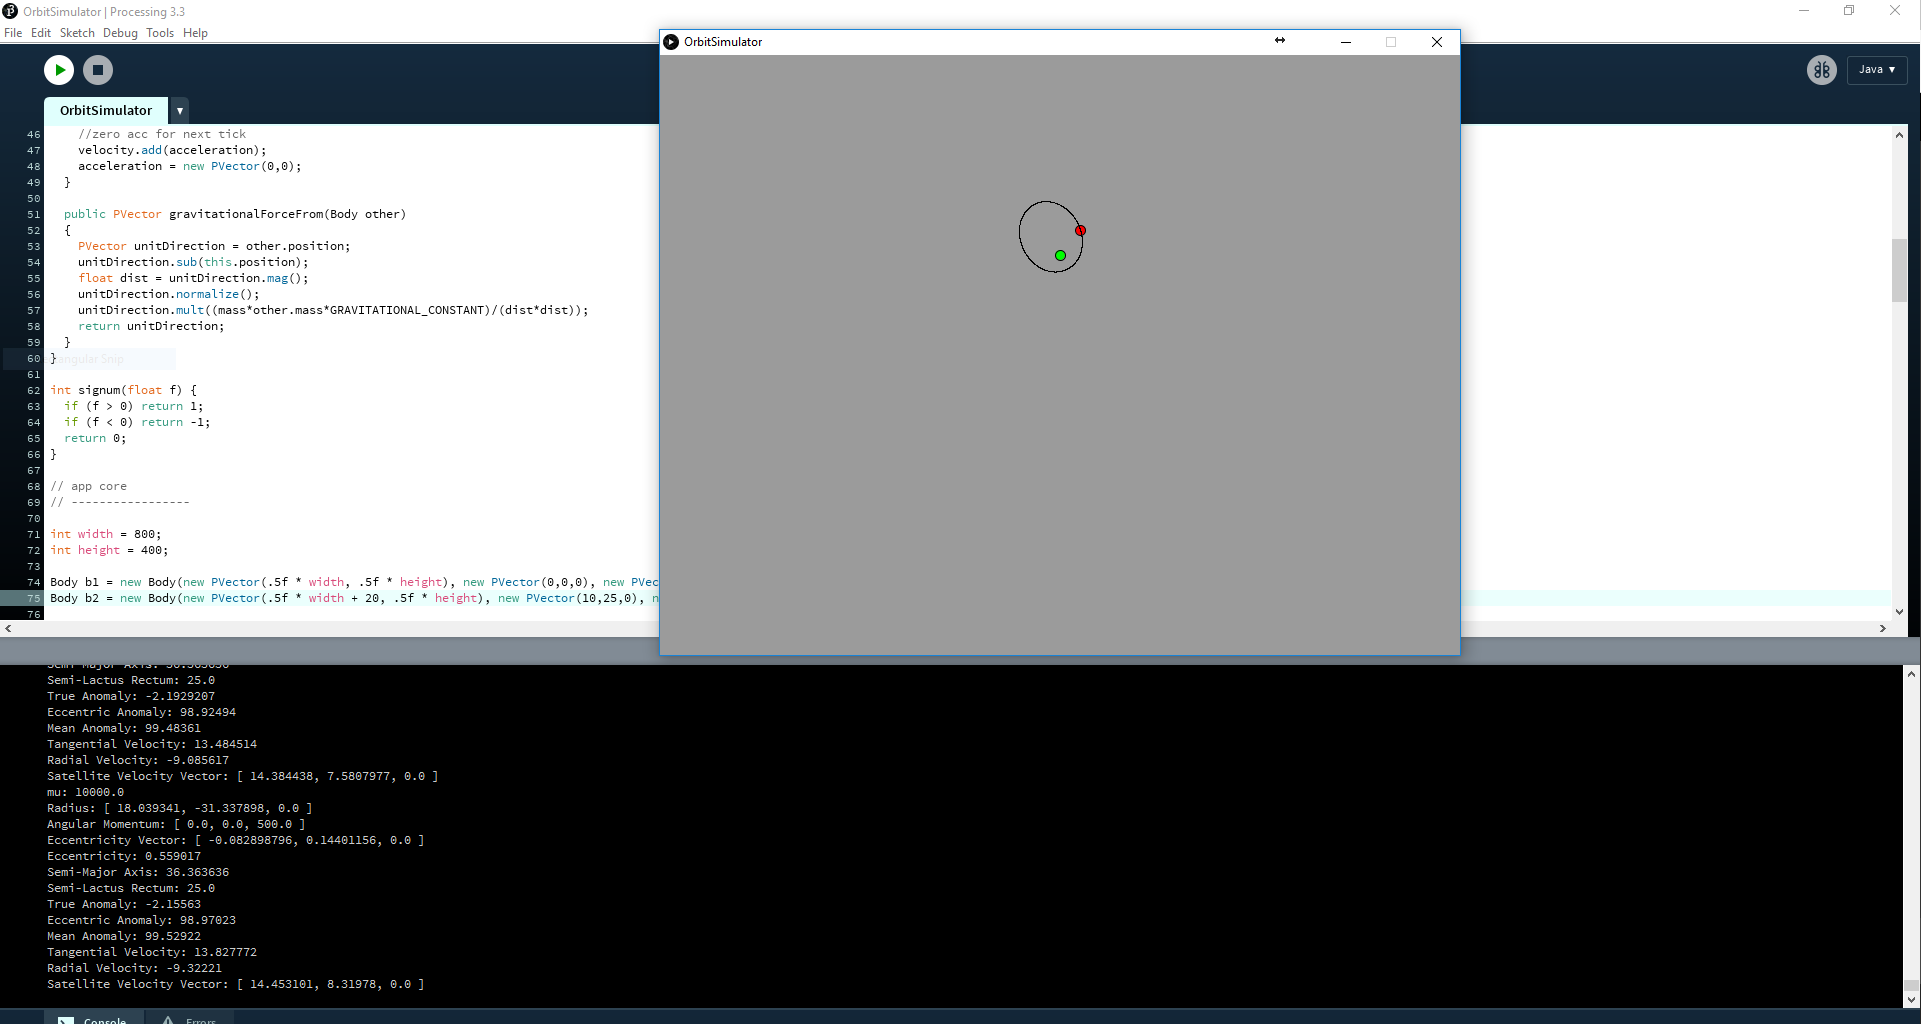 OrbitSimulator | Processing 3.3
File Edit Sketch Debug Tools Help
OrbitSimulator
Java ▾
OrbitSimulator ▾
46 //zero acc for next tick
47 velocity.add(acceleration);
48 acceleration = new PVector(0,0);
49 }
50
51 public PVector gravitationalForceFrom(Body other)
52 {
53 PVector unitDirection = other.position;
54 unitDirection.sub(this.position);
55 float dist = unitDirection.mag();
56 unitDirection.normalize();
57 unitDirection.mult((mass*other.mass*GRAVITATIONAL_CONSTANT)/(dist*dist));
58 return unitDirection;
59 }
60 }
61
62 int signum(float f) {
63 if (f > 0) return 1;
64 if (f < 0) return -1;
65 return 0;
66 }
67
68 // app core
69 // -----------------
70
71 int width = 800;
72 int height = 400;
73
74 Body b1 = new Body(new PVector(.5f * width, .5f * height), new PVector(0,0,0), new PVec
75 Body b2 = new Body(new PVector(.5f * width + 20, .5f * height), new PVector(10,25,0), n
76
Semi-Major Axis: 36.363636
Semi-Lactus Rectum: 25.0
True Anomaly: -2.1929207
Eccentric Anomaly: 98.92494
Mean Anomaly: 99.48361
Tangential Velocity: 13.484514
Radial Velocity: -9.085617
Satellite Velocity Vector: [ 14.384438, 7.5807977, 0.0 ]
mu: 10000.0
Radius: [ 18.039341, -31.337898, 0.0 ]
Angular Momentum: [ 0.0, 0.0, 500.0 ]
Eccentricity Vector: [ -0.082898796, 0.14401156, 0.0 ]
Eccentricity: 0.559017
Semi-Major Axis: 36.363636
Semi-Lactus Rectum: 25.0
True Anomaly: -2.15563
Eccentric Anomaly: 98.97023
Mean Anomaly: 99.52922
Tangential Velocity: 13.827772
Radial Velocity: -9.32221
Satellite Velocity Vector: [ 14.453101, 8.31978, 0.0 ]
Console Errors